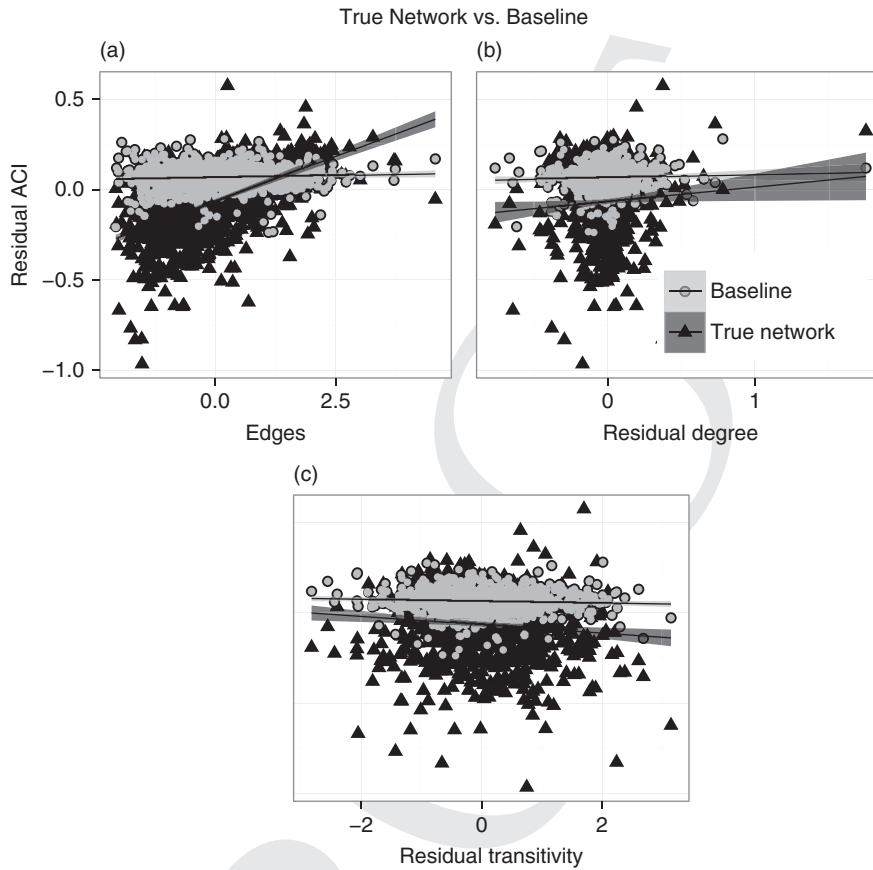 True Network vs. Baseline
(a)
(b)
Residual ACI
0.5
0.0
−0.5
−1.0
0.0
2.5
Edges
0
1
Residual degree
Baseline
True network
(c)
−2
0
2
Residual transitivity